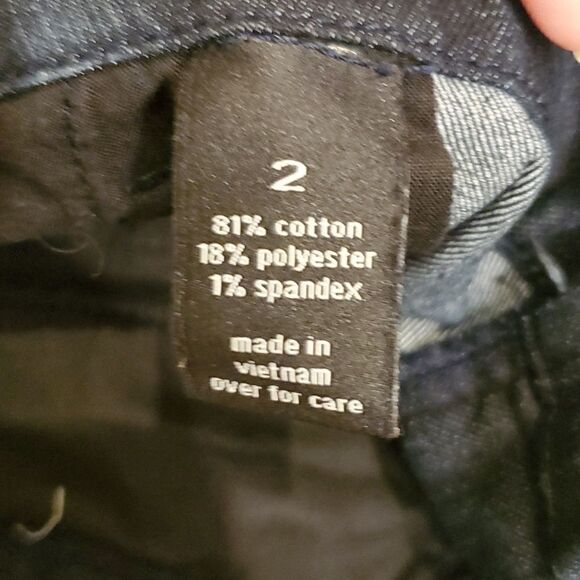 2
81% cotton
18% polyester
1% spandex
made in
vietnam
over for care